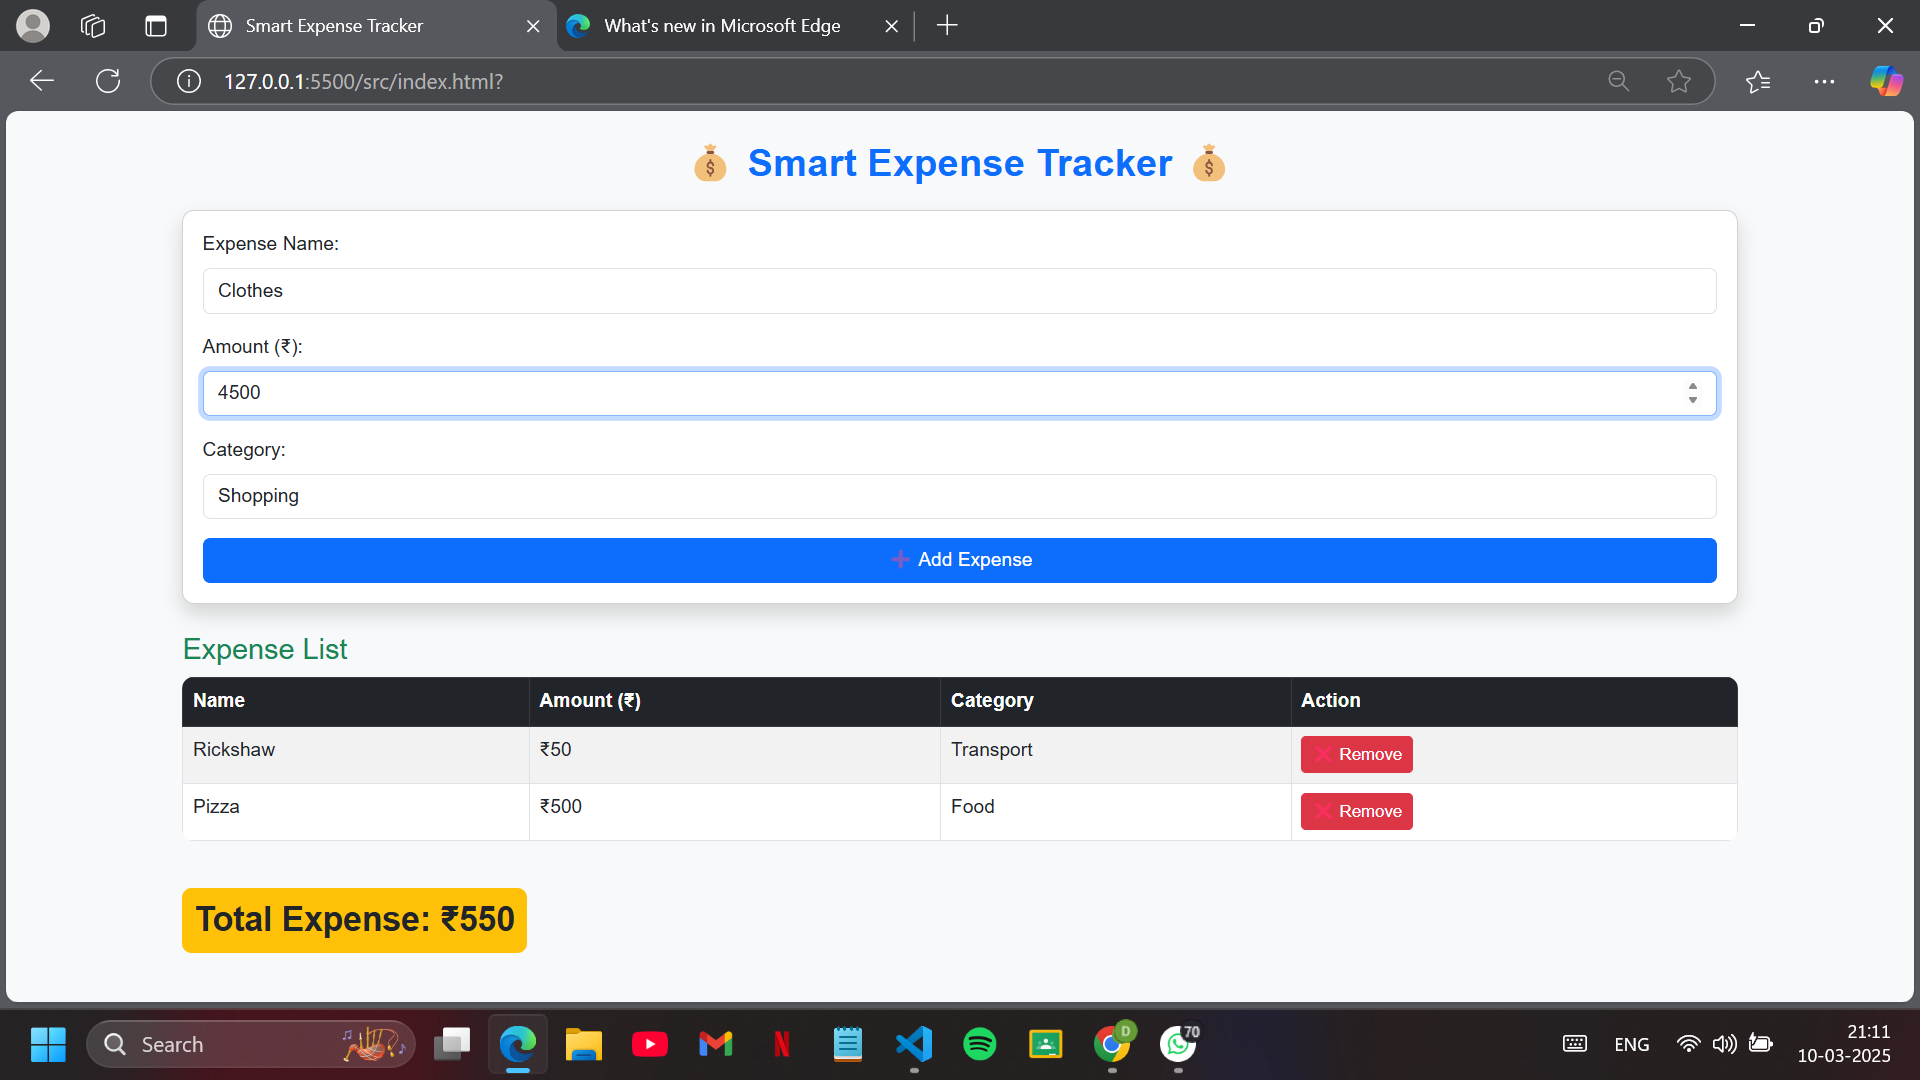 Smart Expense Tracker
What's new in Microsoft Edge
127.0.0.1:5500/src/index.html?
Smart Expense Tracker
Expense Name:
Clothes
Amount (₹):
4500
Category:
Shopping
➕ Add Expense
Expense List
Name Amount (₹) Category Action
Rickshaw ₹50 Transport ❌ Remove
Pizza ₹500 Food ❌ Remove
Total Expense: ₹550
Search
D
70
ENG
21:11
10-03-2025